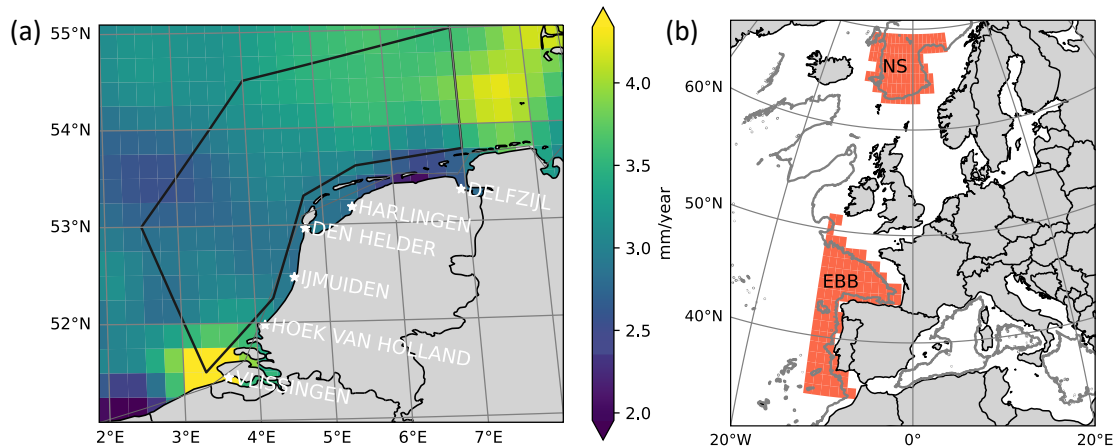 (a)
55°N
54°N
53°N
52°N
2°E
3°E
4°E
5°E
6°E
7°E
DELFZIJL
HARLINGEN
DEN HELDER
IJMUIDEN
HOEK VAN HOLLAND
VLISSINGEN
4.0
3.5
3.0
2.5
2.0
mm/year
(b)
60°N
50°N
40°N
20°W
0°
20°E
NS
EBB